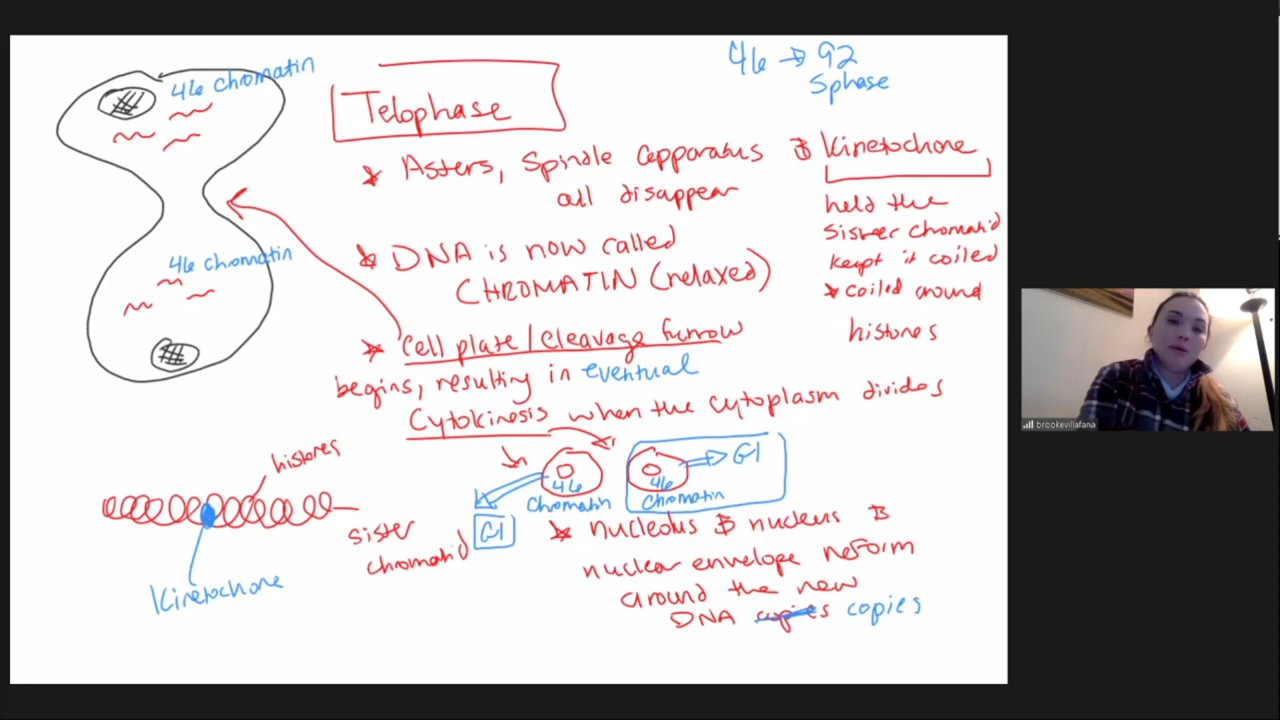 46 → 92
S phase
46 chromatin
Telophase
* Asters, Spindle apparatus & Kinetochore
all disappear
held the
sister chromatid
kept it coiled
* coiled around
histones
* DNA is now called
CHROMATIN (relaxed)
46 chromatin
* Cell plate/cleavage furrow
begins, resulting in eventual
Cytokinesis when the cytoplasm divides
46
Chromatin
G1
46
Chromatin
G1
histones
sister
chromatid
Kinetochore
* nucleolus & nucleus &
nuclear envelope reform
around the new
DNA copies copies
brookevillafana